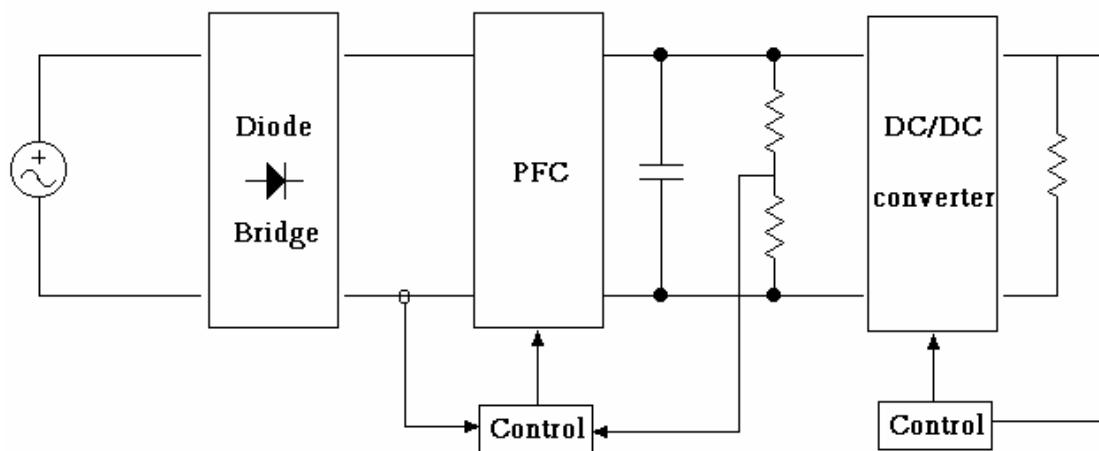 Diode
Bridge
PFC
DC/DC
converter
Control
Control